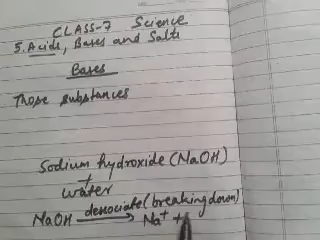 CLASS-7 Science
5. Acids, Bases and Salts
Bases
Those substances
Sodium hydroxide (NaOH)
+
water
dessociate (breaking down)
NaOH → Na⁺ +